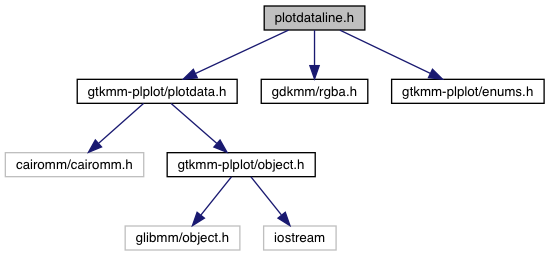 plotdataline.h
gtkmm-plplot/plotdata.h
gdkmm/rgba.h
gtkmm-plplot/enums.h
cairomm/cairomm.h
gtkmm-plplot/object.h
glibmm/object.h
iostream